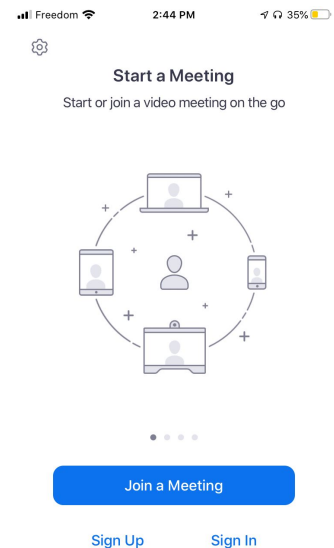 Freedom 2:44 PM 35%
Start a Meeting
Start or join a video meeting on the go
Join a Meeting
Sign Up Sign In